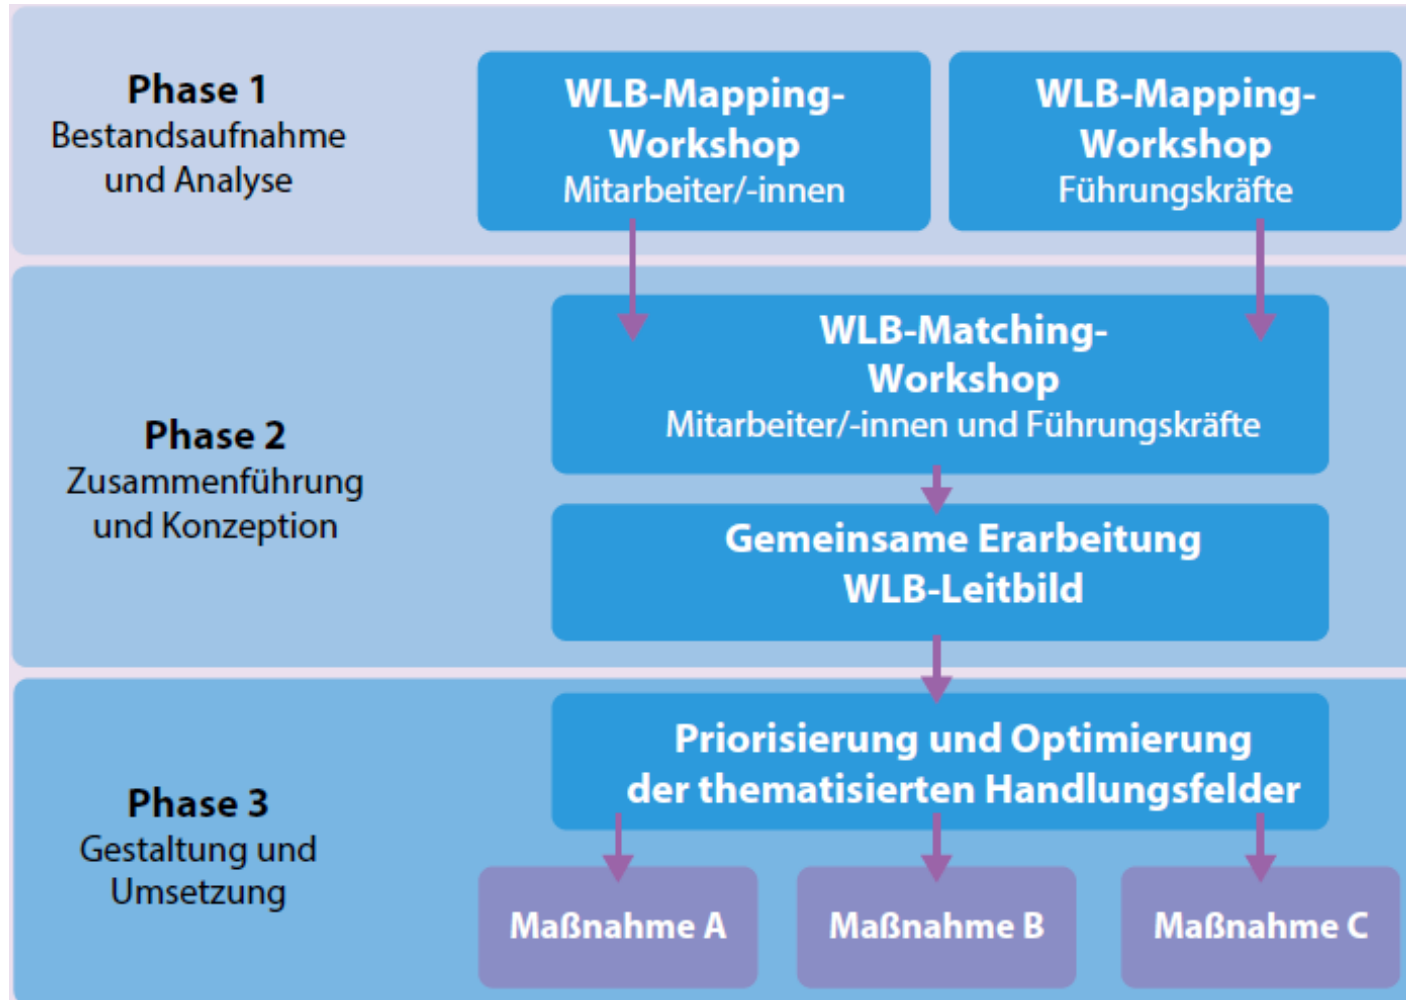 Phase 1
Bestandsaufnahme
und Analyse
WLB-Mapping-
Workshop
Mitarbeiter/-innen
WLB-Mapping-
Workshop
Führungskräfte
Phase 2
Zusammenführung
und Konzeption
WLB-Matching-
Workshop
Mitarbeiter/-innen und Führungskräfte
Gemeinsame Erarbeitung
WLB-Leitbild
Phase 3
Gestaltung und
Umsetzung
Priorisierung und Optimierung
der thematisierten Handlungsfelder
Maßnahme A
Maßnahme B
Maßnahme C